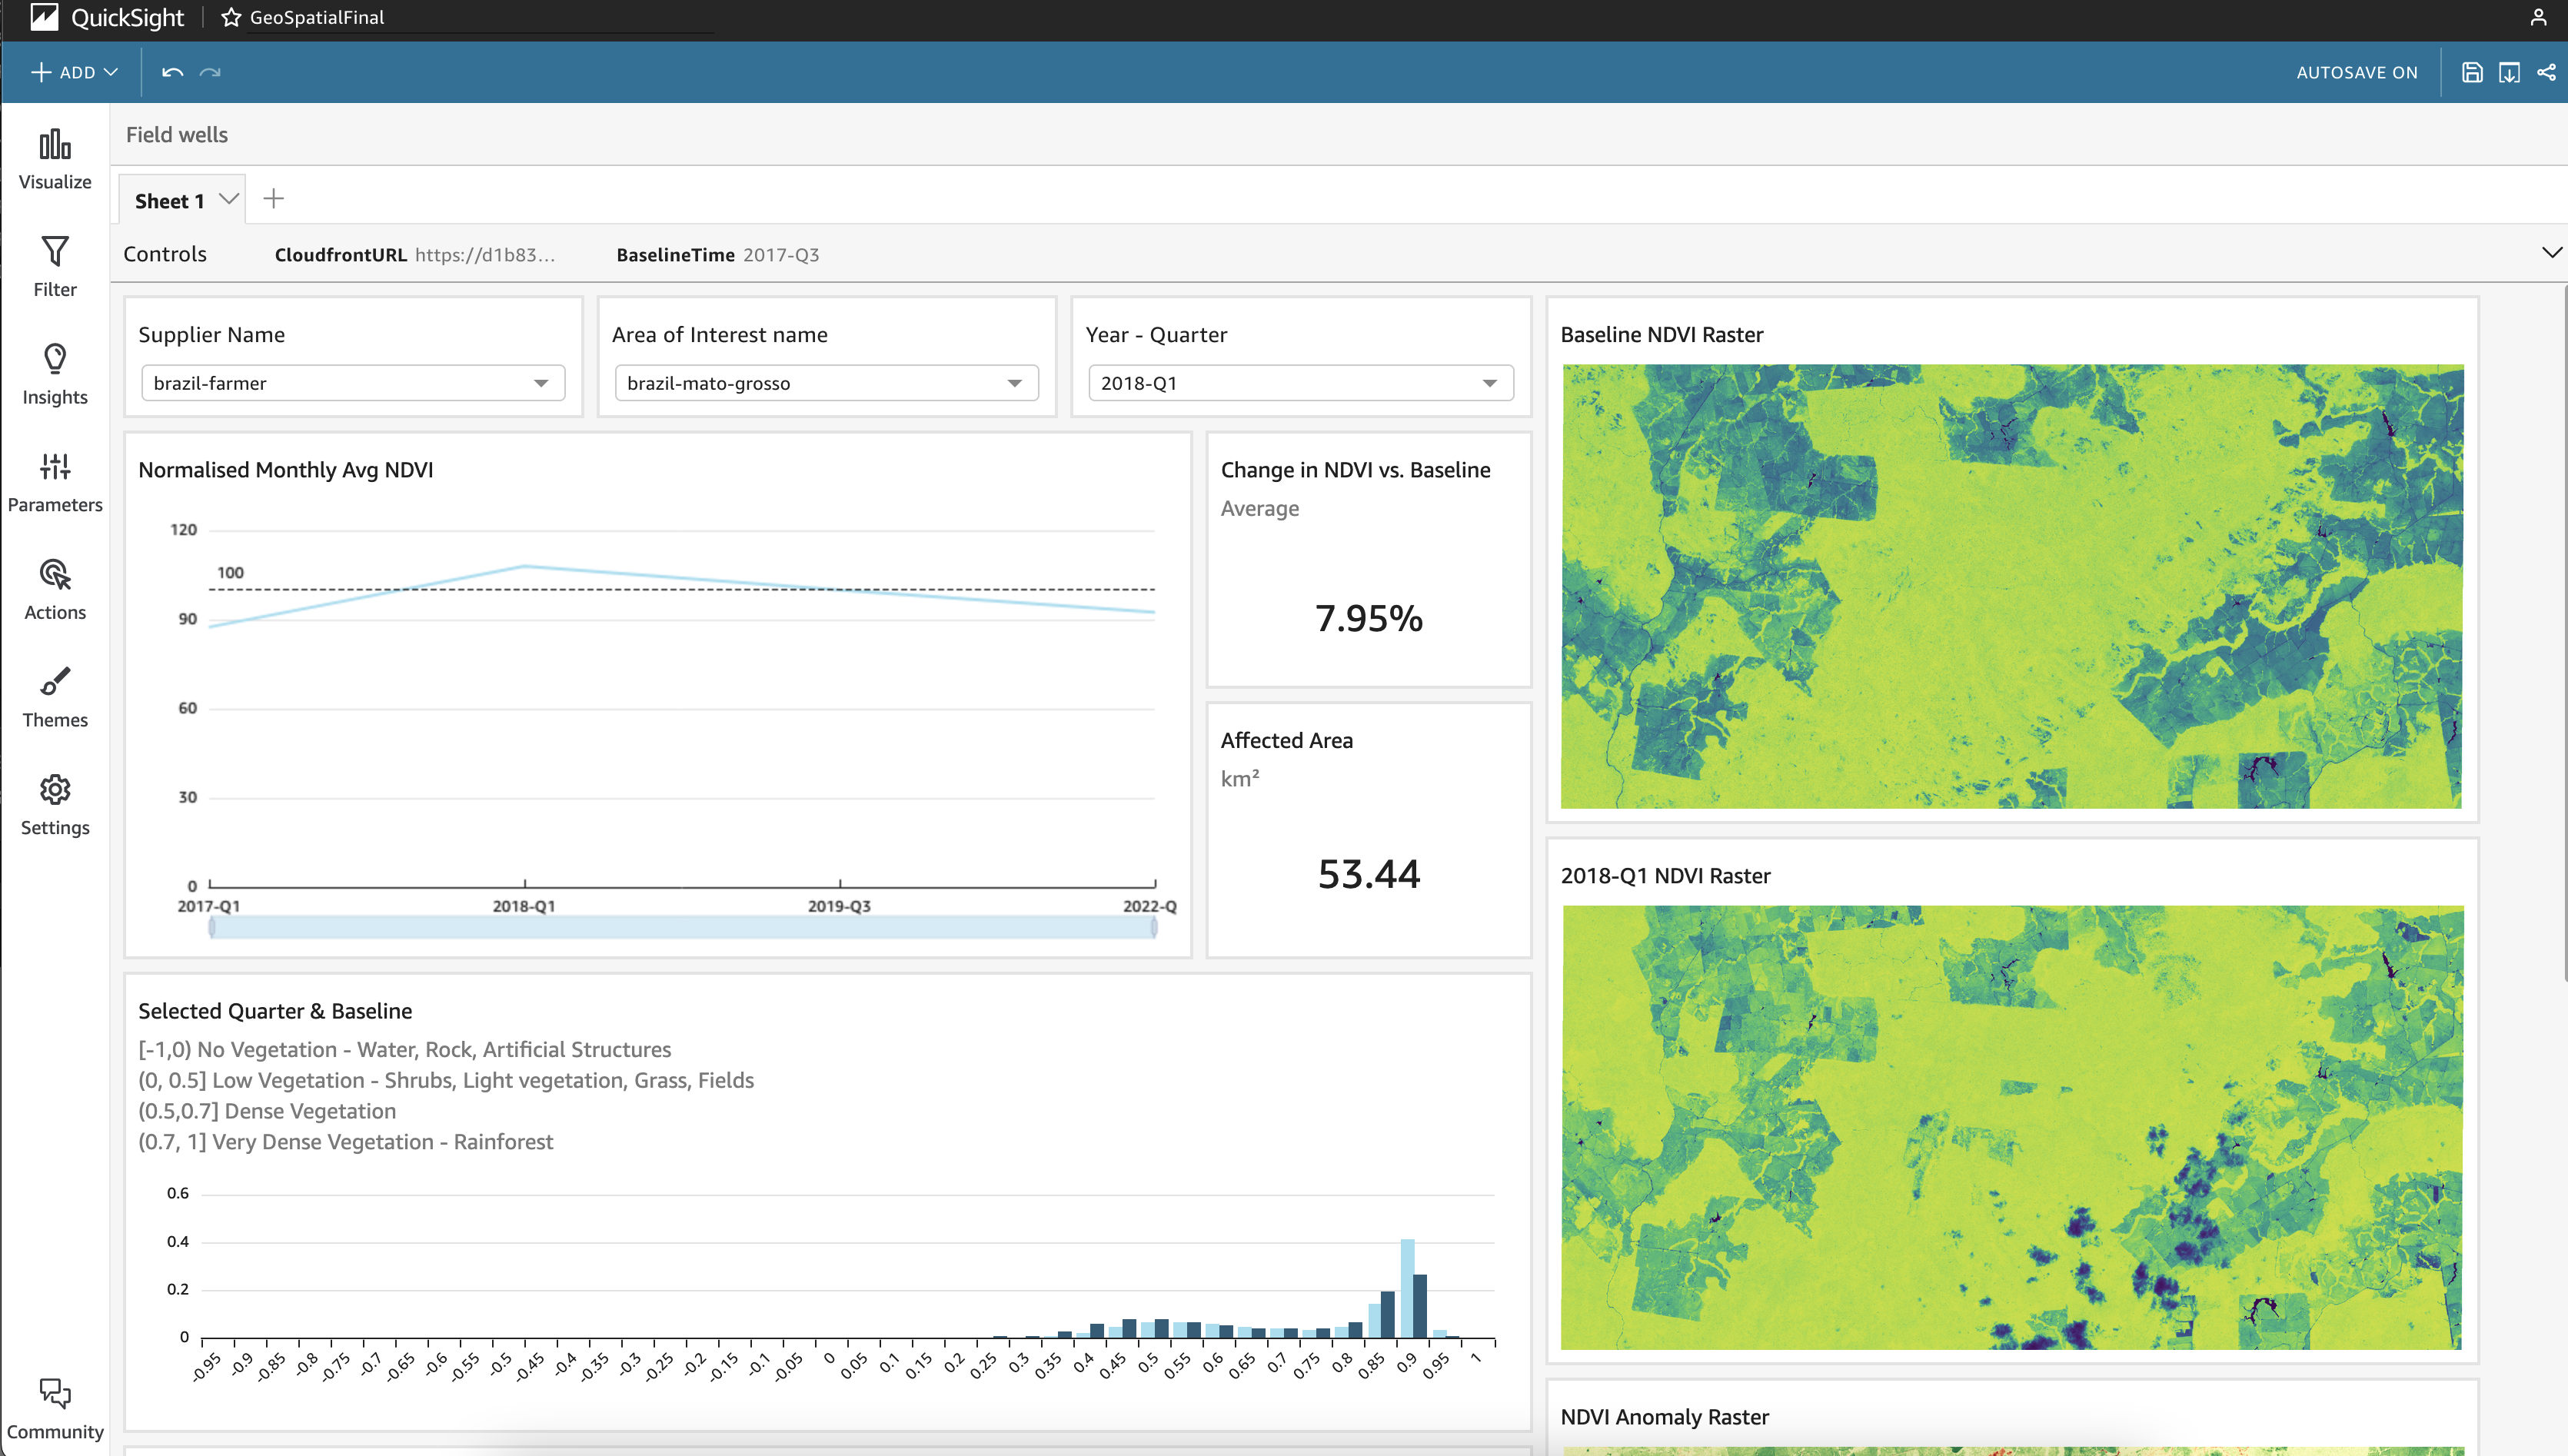 QuickSight
GeoSpatialFinal
ADD
AUTOSAVE ON
Visualize
Filter
Insights
Parameters
Actions
Themes
Settings
Community
Field wells
Sheet 1
Controls
CloudfrontURL https://d1b83...
BaselineTime 2017-Q3
Supplier Name
brazil-farmer
Area of Interest name
brazil-mato-grosso
Year - Quarter
2018-Q1
Normalised Monthly Avg NDVI
120
100
90
60
30
0
2017-Q1 2018-Q1 2019-Q3 2022-Q
Change in NDVI vs. Baseline
Average
7.95%
Affected Area
km²
53.44
Selected Quarter & Baseline
[-1,0) No Vegetation - Water, Rock, Artificial Structures
(0, 0.5] Low Vegetation - Shrubs, Light vegetation, Grass, Fields
(0.5,0.7] Dense Vegetation
(0.7, 1] Very Dense Vegetation - Rainforest
0.6
0.4
0.2
0
-0.95 -0.9 -0.85 -0.8 -0.75 -0.7 -0.65 -0.6 -0.55 -0.5 -0.45 -0.4 -0.35 -0.3 -0.25 -0.2 -0.15 -0.1 -0.05 0 0.05 0.1 0.15 0.2 0.25 0.3 0.35 0.4 0.45 0.5 0.55 0.6 0.65 0.7 0.75 0.8 0.85 0.9 0.95 1
Baseline NDVI Raster
2018-Q1 NDVI Raster
NDVI Anomaly Raster